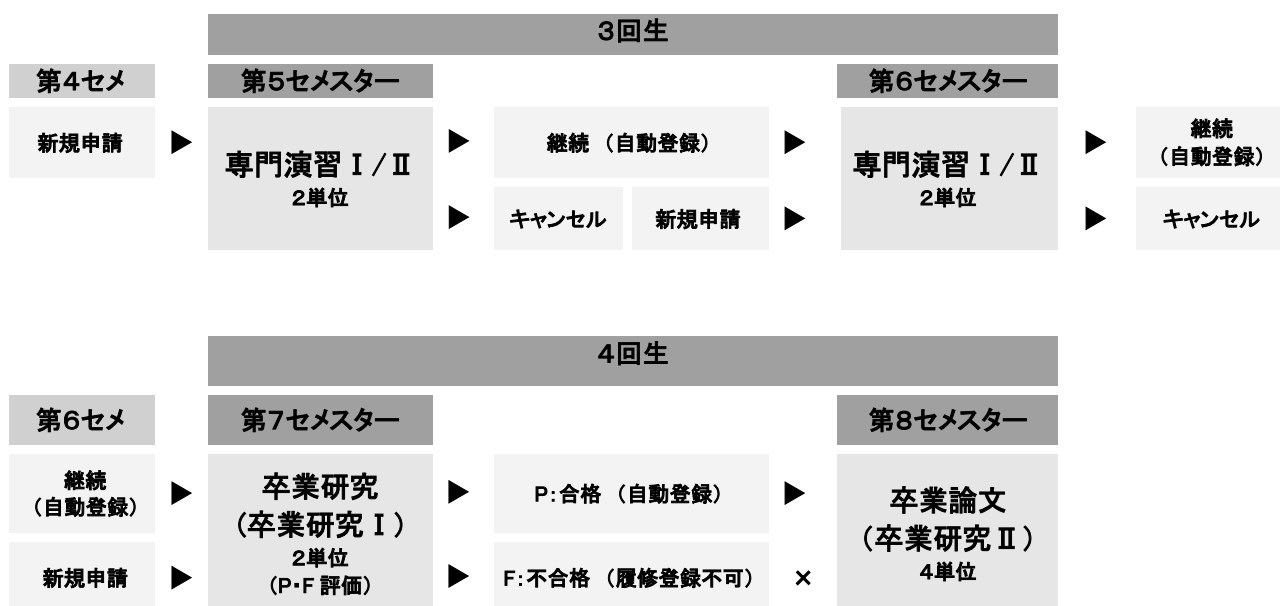 3回生
第4セメ
第5セメスター
第6セメスター
新規申請
専門演習Ⅰ/Ⅱ
2単位
継続（自動登録）
キャンセル
新規申請
専門演習Ⅰ/Ⅱ
2単位
継続
（自動登録）
キャンセル
4回生
第6セメ
第7セメスター
第8セメスター
継続
（自動登録）
新規申請
卒業研究
（卒業研究Ⅰ）
2単位
（P・F評価）
P：合格（自動登録）
F：不合格（履修登録不可）
×
卒業論文
（卒業研究Ⅱ）
4単位